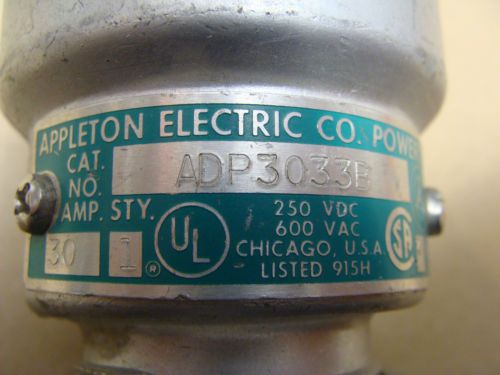 APPLETON ELECTRIC CO. POWER
CAT. NO. ADP3033B
AMP. STY.
30 1 ® UL
250 VDC
600 VAC
CHICAGO, U.S.A.
LISTED 915H
SA